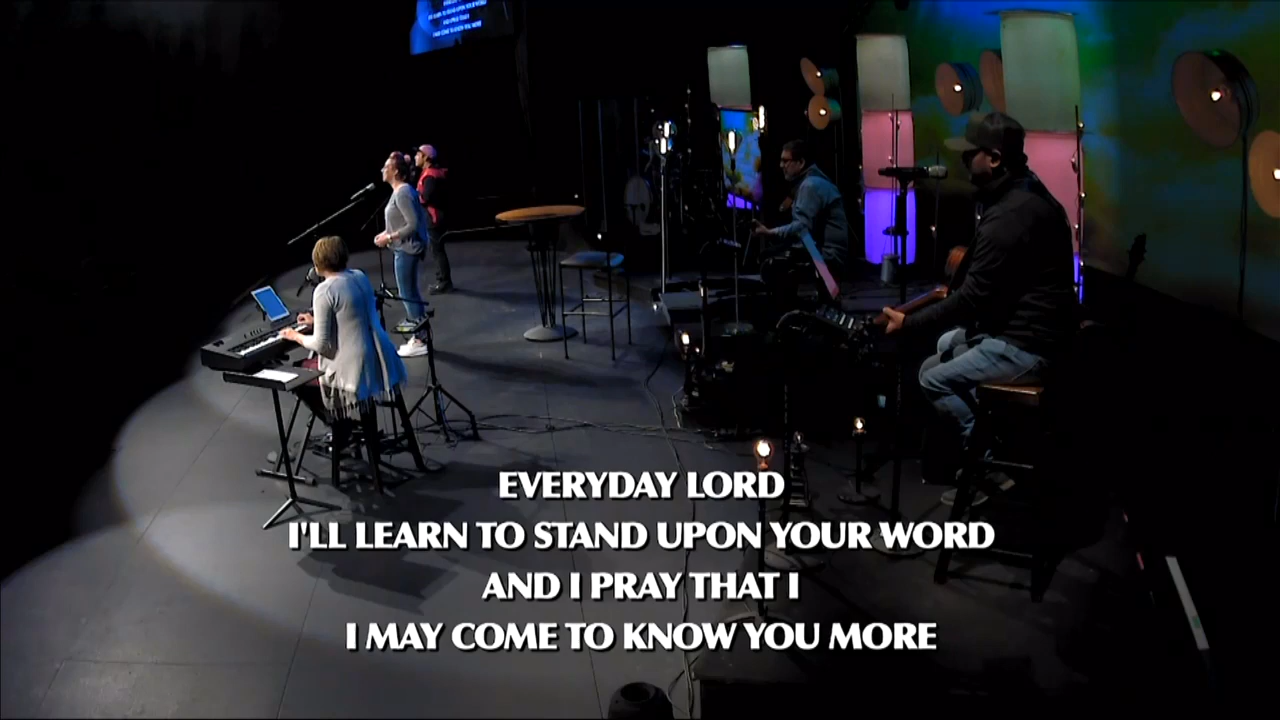 EVERYDAY LORD
I'LL LEARN TO STAND UPON YOUR WORD
AND I PRAY THAT I
I MAY COME TO KNOW YOU MORE